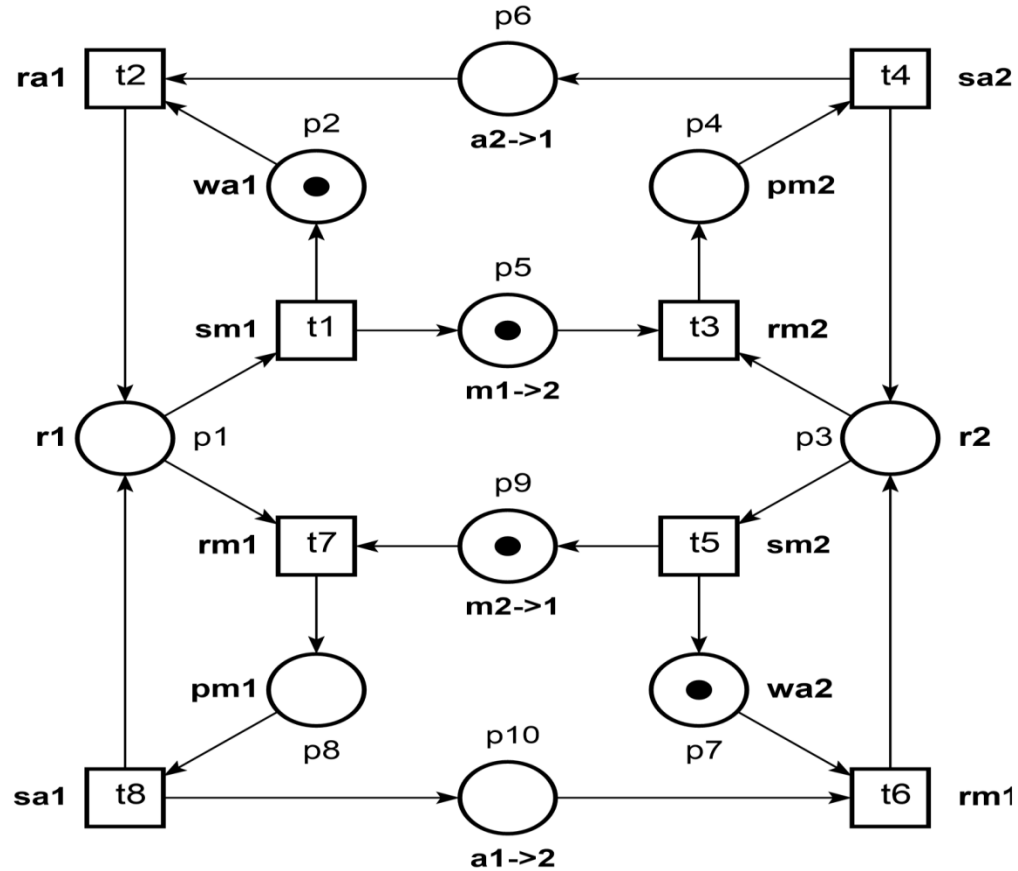 p6
ra1 t2 t4 sa2
p2 a2->1 p4
wa1 pm2
p5
sm1 t1 t3 rm2
m1->2
r1 p1 p3 r2
p9
rm1 t7 t5 sm2
m2->1
pm1 wa2
p8 p10 p7
sa1 t8 t6 rm1
a1->2